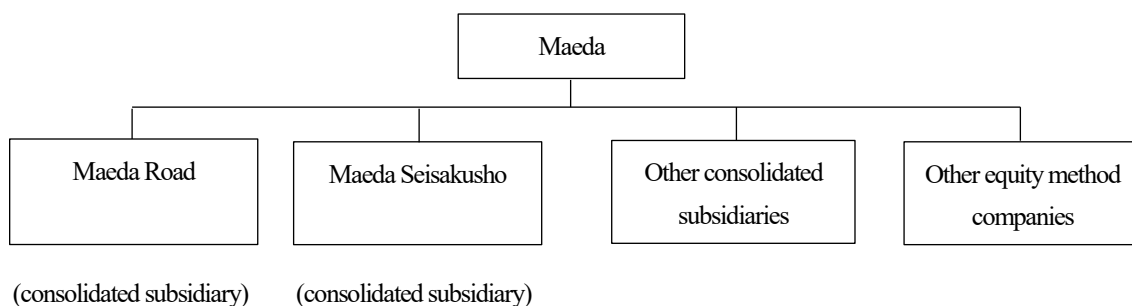 Maeda
Maeda Road
Maeda Seisakusho
Other consolidated
subsidiaries
Other equity method
companies
(consolidated subsidiary)
(consolidated subsidiary)